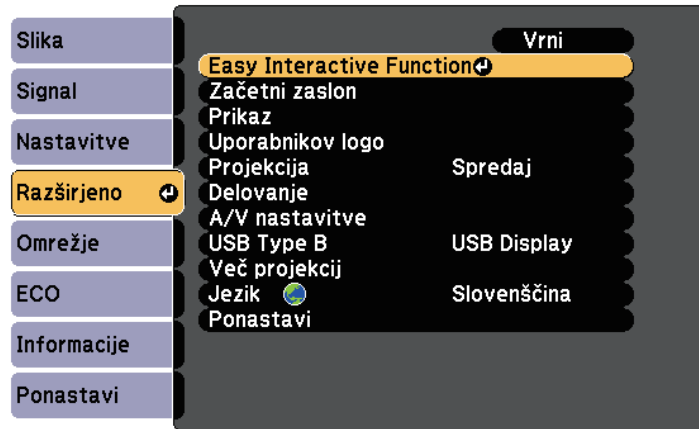 Slika
Signal
Nastavitve
Razširjeno
Omrežje
ECO
Informacije
Ponastavi
Vrni
Easy Interactive Function
Začetni zaslon
Prikaz
Uporabnikov logo
Projekcija Spredaj
Delovanje
A/V nastavitve
USB Type B USB Display
Več projekcij
Jezik Slovenščina
Ponastavi